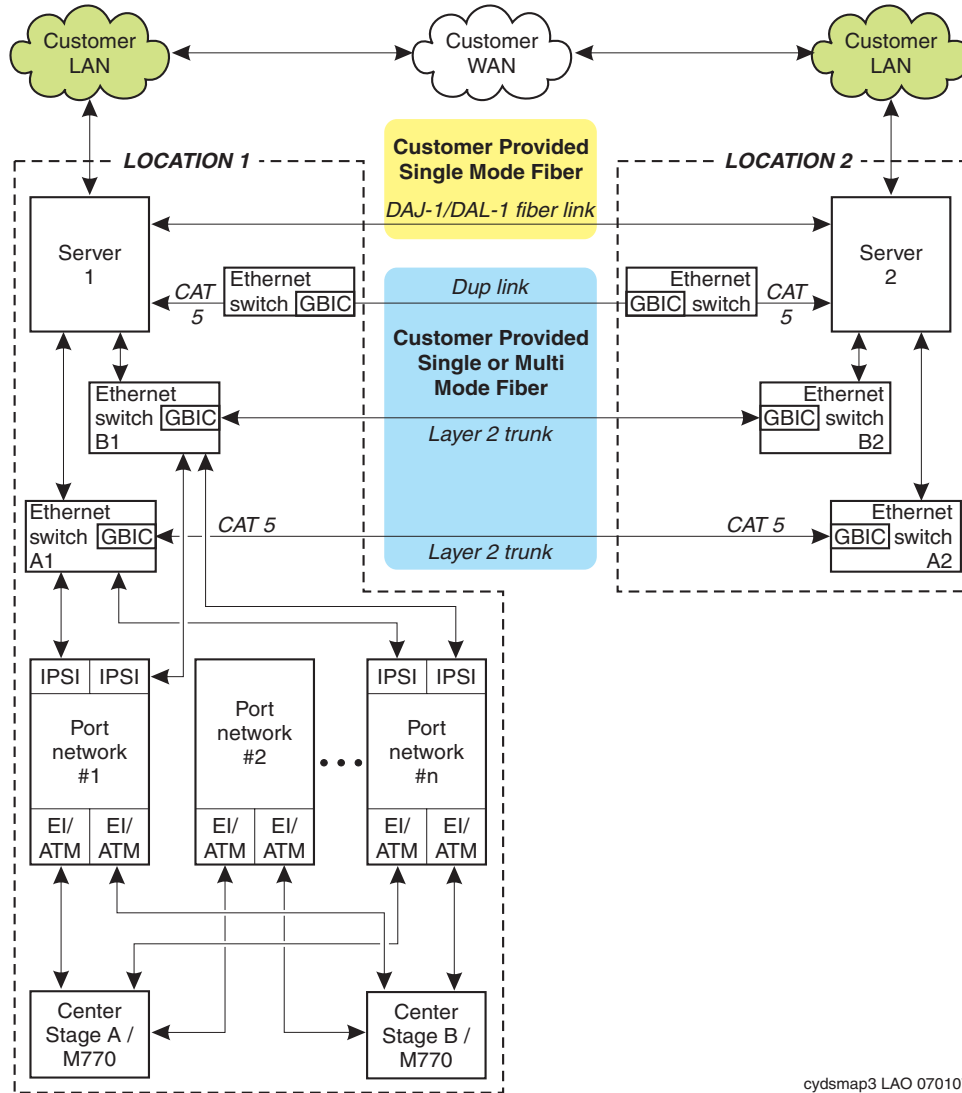 Customer
LAN
Customer
WAN
Customer
LAN
LOCATION 1
Customer Provided
Single Mode Fiber
LOCATION 2
DAJ-1/DAL-1 fiber link
Server
1
Server
2
CAT
5
Ethernet
switch
GBIC
Dup link
Ethernet
GBIC
switch
CAT
5
Customer Provided
Single or Multi
Mode Fiber
Ethernet
switch
GBIC
B1
Layer 2 trunk
Ethernet
GBIC
switch
B2
Ethernet
switch
GBIC
A1
CAT 5
CAT 5
Layer 2 trunk
Ethernet
GBIC
switch
A2
IPSI
IPSI
Port
network
#1
EI/
ATM
EI/
ATM
Port
network
#2
EI/
ATM
EI/
ATM
IPSI
IPSI
Port
network
#n
EI/
ATM
EI/
ATM
Center
Stage A /
M770
Center
Stage B /
M770
cydsmap3 LAO 07010